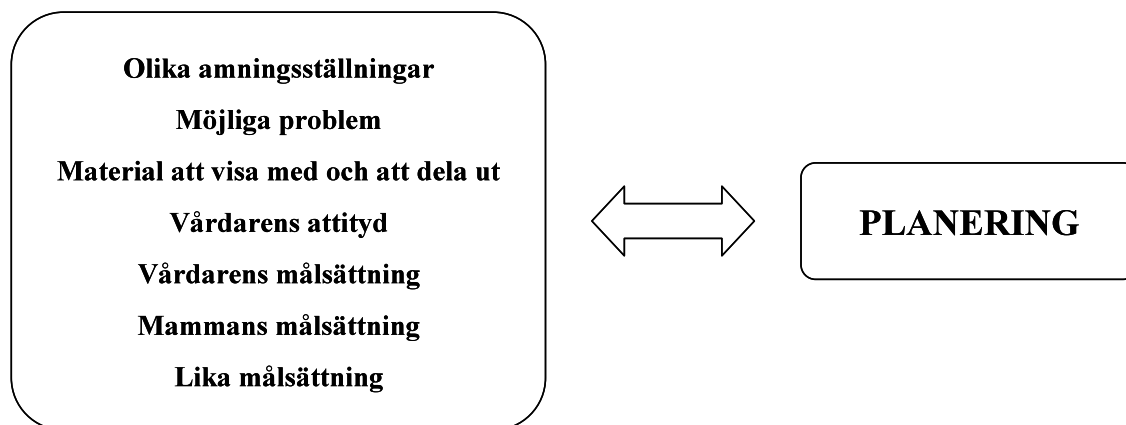 Olika amningsställningar
Möjliga problem
Material att visa med och att dela ut
Vårdarens attityd
Vårdarens målsättning
Mammans målsättning
Lika målsättning
PLANERING